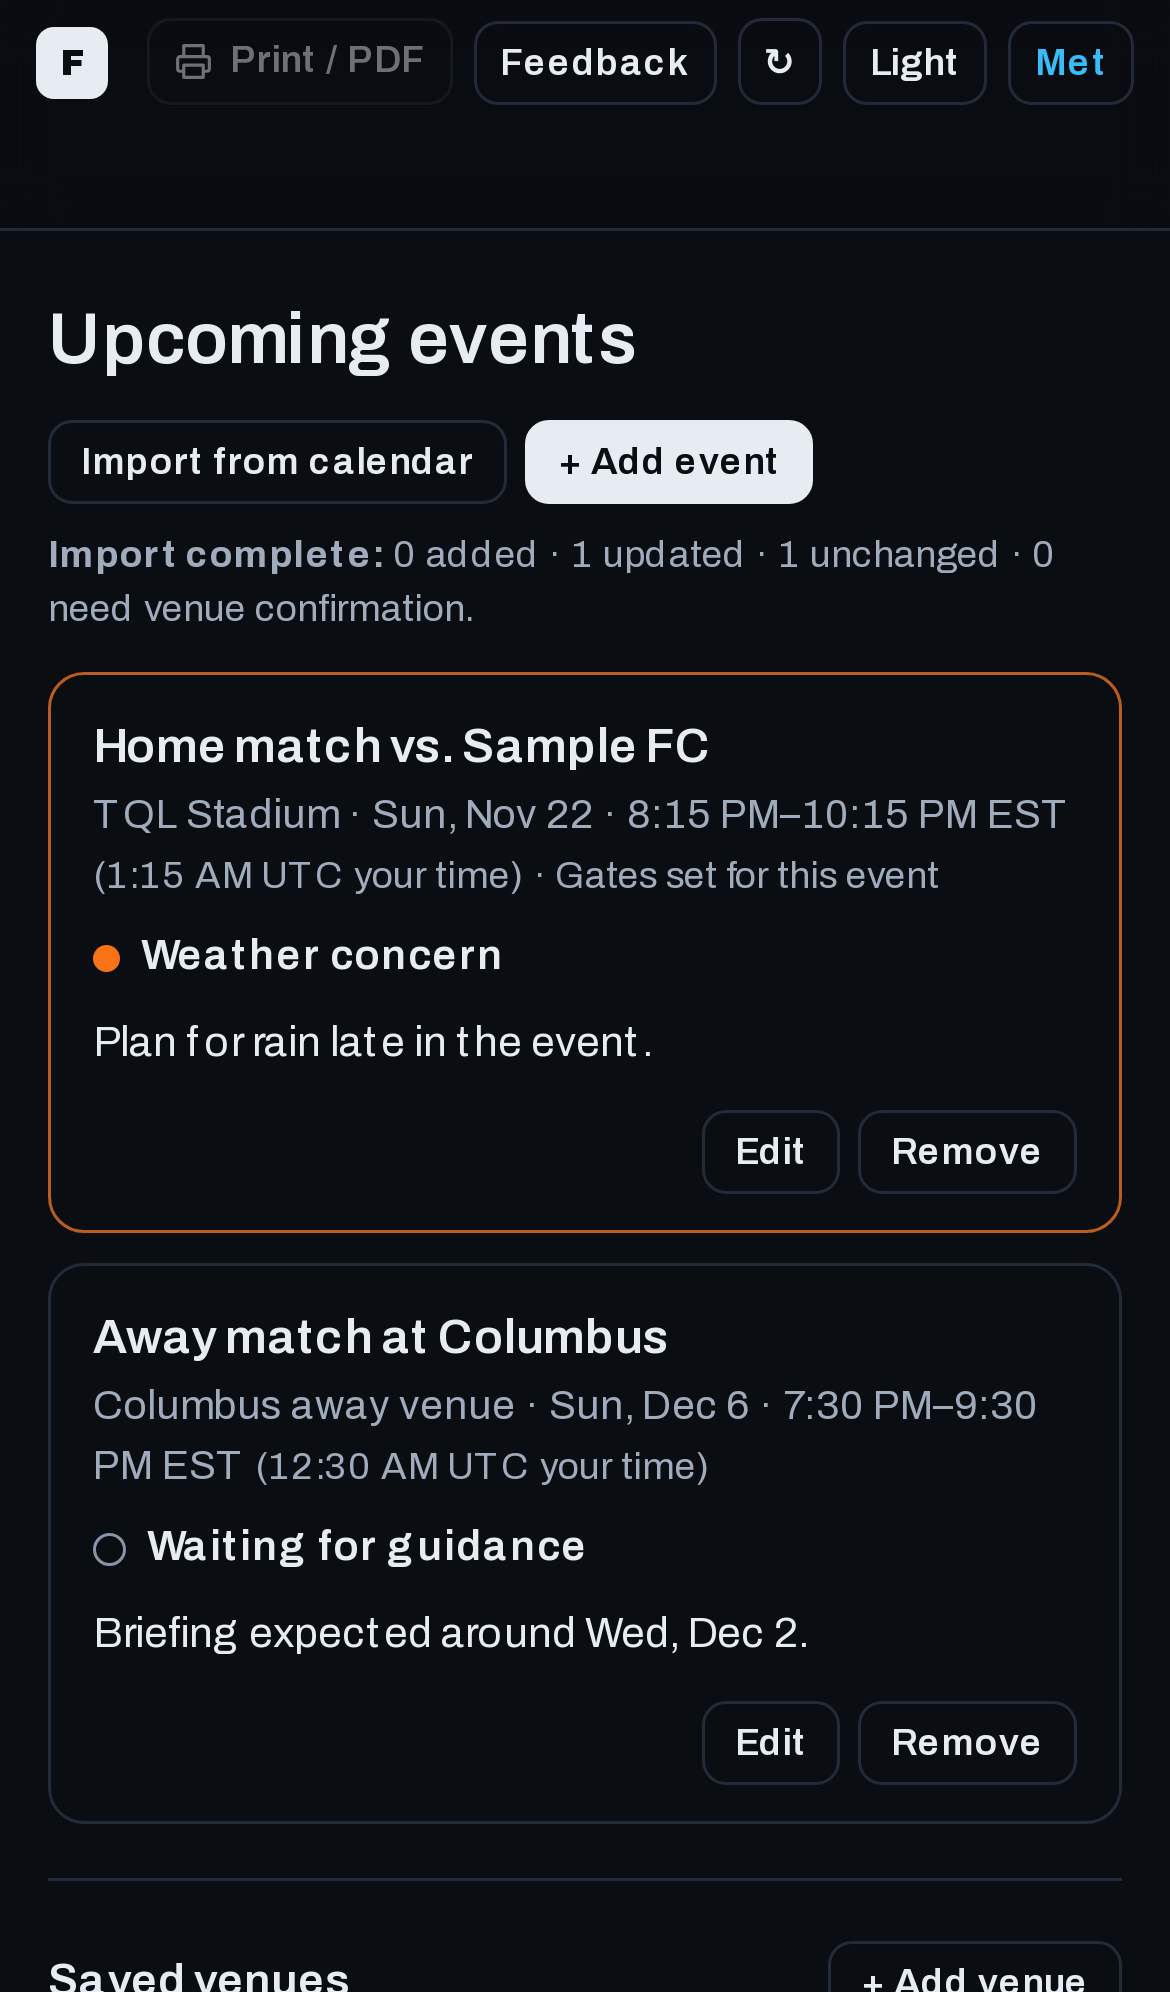 F
Print / PDF
Feedback
↻
Light
Met
Upcoming events
Import from calendar
+ Add event
Import complete: 0 added · 1 updated · 1 unchanged · 0
need venue confirmation.
Home match vs. Sample FC
TQL Stadium · Sun, Nov 22 · 8:15 PM–10:15 PM EST
(1:15 AM UTC your time) · Gates set for this event
Weather concern
Plan for rain late in the event.
Edit
Remove
Away match at Columbus
Columbus away venue · Sun, Dec 6 · 7:30 PM–9:30
PM EST (12:30 AM UTC your time)
Waiting for guidance
Briefing expected around Wed, Dec 2.
Edit
Remove
Saved venues
+ Add venue